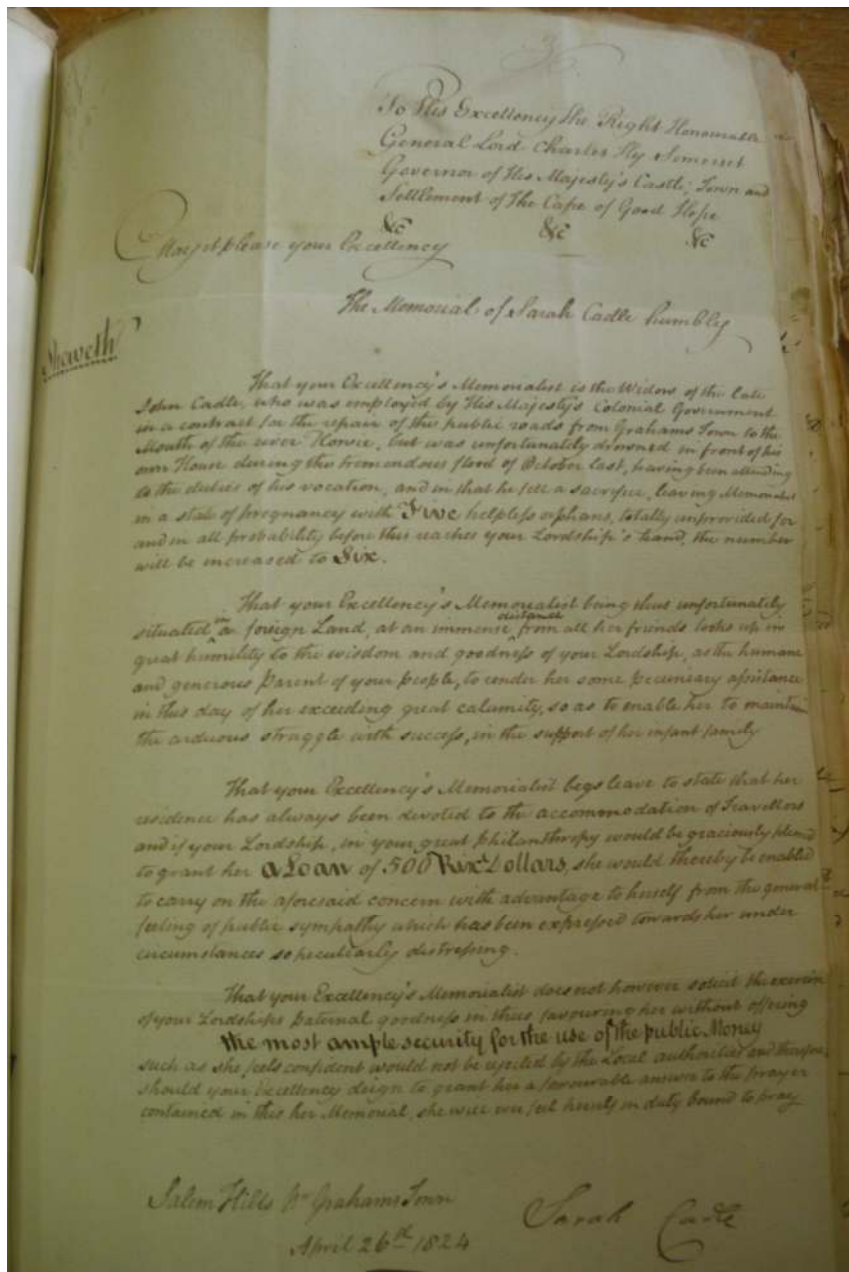 3
To His Excellency The Right Honourable
General Lord Charles Hy Somerset
Governor of His Majesty's Castle, Town and
Settlement of The Cape of Good Hope
&c &c &c
May it please your Excellency
The Memorial of Sarah Cadle humbly
Sheweth
That your Excellency's Memorialist is the Widow of the late
John Cadle, who was employed by His Majesty's Colonial Government
in a contract for the repair of the public roads from Grahams Town to the
Mouth of the river Kowie, but was unfortunately drowned in front of his
own House during the tremendous flood of October last, having been attending
to the duties of his vocation, and in that he fell a sacrifice, leaving Memorialist
in a state of pregnancy with Five helpless orphans, totally unprovided for
and in all probability before this reaches your Lordship's hand, the number
will be increased to Six.
That your Excellency's Memorialist being thus unfortunately
situated in a foreign Land, at an immense distance from all her friends looks up in
great humility to the wisdom and goodness of your Lordship, as the humane
and generous Parent of your People, to render her some pecuniary assistance
in this day of her exceeding great calamity, so as to enable her to maintain
the arduous struggle with success, in the support of her infant family
That your Excellency's Memorialist begs leave to state that her
residence has always been devoted to the accommodation of Travellors
and if your Lordship, in your great philanthropy would be graciously pleased
to grant her a Loan of 500 Rix Dollars, she would thereby be enabled
to carry on the aforesaid concern with advantage to herself from the general
feeling of public sympathy which has been expressed towards her under
circumstances so peculiarly distressing.
That your Excellency's Memorialist does not however solicit the exercise
of your Lordships paternal goodness in thus favouring her without offering
the most ample security for the use of the public Money
such as she feels confident would not be rejected by the Local authorities and therefore
should your Excellency deign to grant her a favourable answer to the prayer
contained in this her Memorial, she will ever feel herself in duty bound to pray
Salem Hills Nr Grahams Town
April 26th 1824
Sarah Cadle